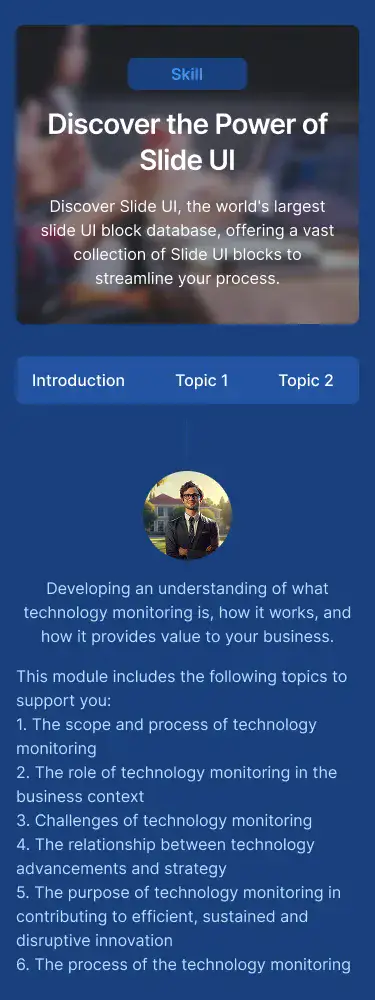 Skill
Discover the Power of
Slide UI
Discover Slide UI, the world's largest
slide UI block database, offering a vast
collection of Slide UI blocks to
streamline your process.
Introduction Topic 1 Topic 2
Developing an understanding of what
technology monitoring is, how it works, and
how it provides value to your business.
This module includes the following topics to
support you:
1. The scope and process of technology
monitoring
2. The role of technology monitoring in the
business context
3. Challenges of technology monitoring
4. The relationship between technology
advancements and strategy
5. The purpose of technology monitoring in
contributing to efficient, sustained and
disruptive innovation
6. The process of the technology monitoring